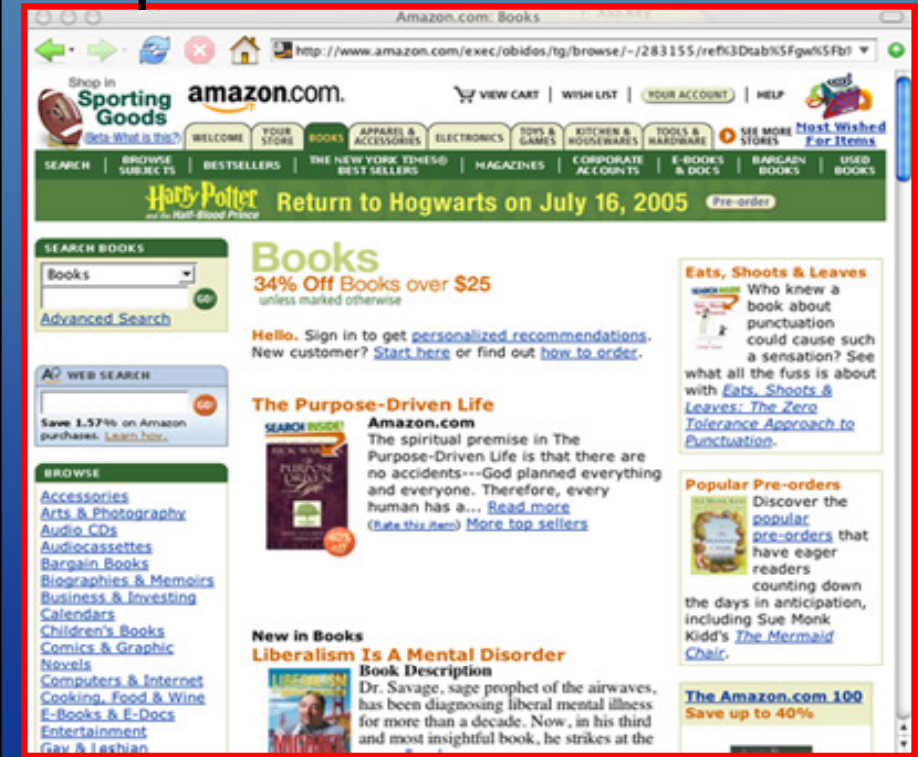 Amazon.com: Books
http://www.amazon.com/exec/obidos/tg/browse/-/283155/ref%3Dtab%5Fgw%5Fb
Shop in
Sporting
Goods
(Beta-What is this?)
amazon.com.
VIEW CART | WISH LIST | YOUR ACCOUNT | HELP
WELCOME
YOUR STORE
BOOKS
APPAREL & ACCESSORIES
ELECTRONICS
TOYS & GAMES
KITCHEN & HOUSEWARES
TOOLS & HARDWARE
SEE MORE STORES
Most Wished
For Items
SEARCH | BROWSE SUBJECTS | BESTSELLERS | THE NEW YORK TIMES® BEST SELLERS | MAGAZINES | CORPORATE ACCOUNTS | E-BOOKS & DOCS | BARGAIN BOOKS | USED BOOKS
Harry Potter
and the Half-Blood Prince
Return to Hogwarts on July 16, 2005
Pre-order
SEARCH BOOKS
Books
GO!
Advanced Search
WEB SEARCH
GO!
Save 1.57% on Amazon
purchases. Learn how.
BROWSE
Accessories
Arts & Photography
Audio CDs
Audiocassettes
Bargain Books
Biographies & Memoirs
Business & Investing
Calendars
Children's Books
Comics & Graphic
Novels
Computers & Internet
Cooking, Food & Wine
E-Books & E-Docs
Entertainment
Gay & Lesbian
Books
34% Off Books over $25
unless marked otherwise
Hello. Sign in to get personalized recommendations.
New customer? Start here or find out how to order.
The Purpose-Driven Life
SEARCH INSIDE!
PURPOSE
DRIVEN
40%
off
Amazon.com
The spiritual premise in The
Purpose-Driven Life is that there are
no accidents---God planned everything
and everyone. Therefore, every
human has a... Read more
(Rate this item) More top sellers
New in Books
Liberalism Is A Mental Disorder
LIBERALISM
Book Description
Dr. Savage, sage prophet of the airwaves,
has been diagnosing liberal mental illness
for more than a decade. Now, in his third
and most insightful book, he strikes at the
Eats, Shoots & Leaves
SEARCH INSIDE!
Who knew a
book about
punctuation
could cause such
a sensation? See
what all the fuss is about
with Eats, Shoots &
Leaves: The Zero
Tolerance Approach to
Punctuation.
Popular Pre-orders
Discover the
popular
pre-orders that
have eager
readers
counting down
the days in anticipation,
including Sue Monk
Kidd's The Mermaid
Chair.
The Amazon.com 100
Save up to 40%